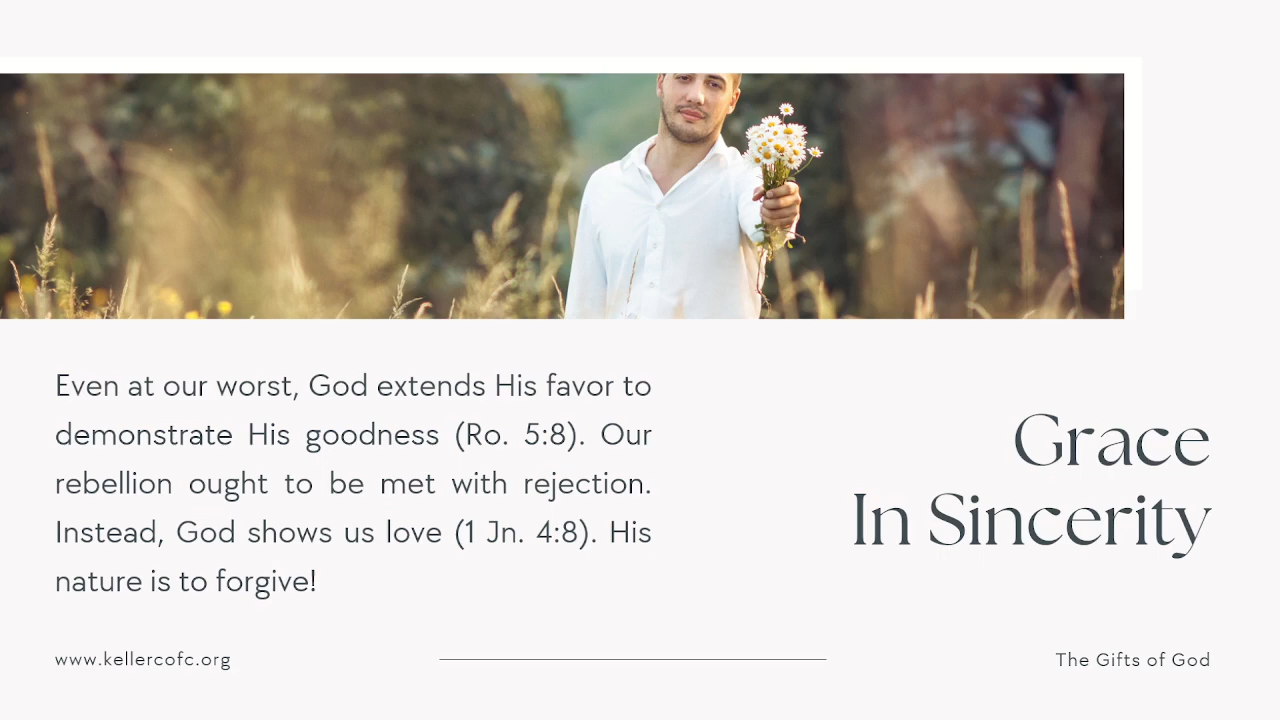 Even at our worst, God extends His favor to
demonstrate His goodness (Ro. 5:8). Our
rebellion ought to be met with rejection.
Instead, God shows us love (1 Jn. 4:8). His
nature is to forgive!
Grace
In Sincerity
www.kellercofc.org
The Gifts of God